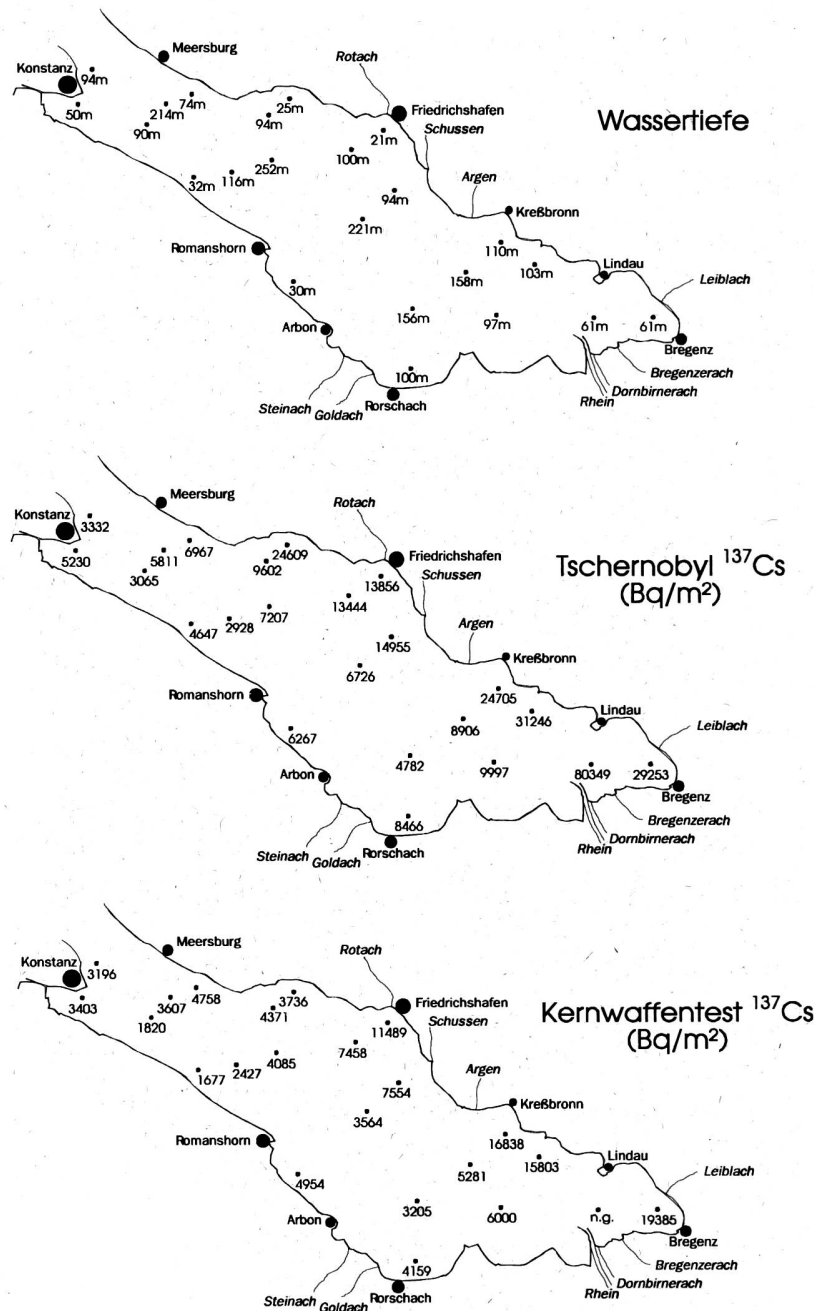 Meersburg
Konstanz
94m
Rotach
50m
214m
74m
25m
Friedrichshafen
90m
94m
21m
Schussen
Wassertiefe
100m
32m
116m
252m
94m
Argen
221m
Kreßbronn
Romanshorn
110m
103m
Lindau
158m
Leiblach
30m
156m
97m
61m
61m
Arbon
Bregenz
100m
Bregenzerach
Dornbirnerach
Rhein
Steinach
Goldach
Rorschach
Meersburg
Konstanz
3332
Rotach
5230
5811
6967
24609
Friedrichshafen
3065
9602
13856
Schussen
Tschernobyl ¹³⁷Cs
(Bq/m²)
13444
4647
2928
7207
14955
Argen
6726
Kreßbronn
Romanshorn
24705
31246
Lindau
8906
Leiblach
6267
4782
9997
80349
29253
Arbon
Bregenz
8466
Bregenzerach
Dornbirnerach
Rhein
Steinach
Goldach
Rorschach
Meersburg
Konstanz
3196
Rotach
3403
3607
4758
3736
Friedrichshafen
1820
4371
11489
Schussen
Kernwaffentest ¹³⁷Cs
(Bq/m²)
7458
1677
2427
4085
7554
Argen
3564
Kreßbronn
Romanshorn
16838
15803
Lindau
5281
Leiblach
4954
3205
6000
n.g.
19385
Arbon
Bregenz
4159
Bregenzerach
Dornbirnerach
Rhein
Steinach
Goldach
Rorschach